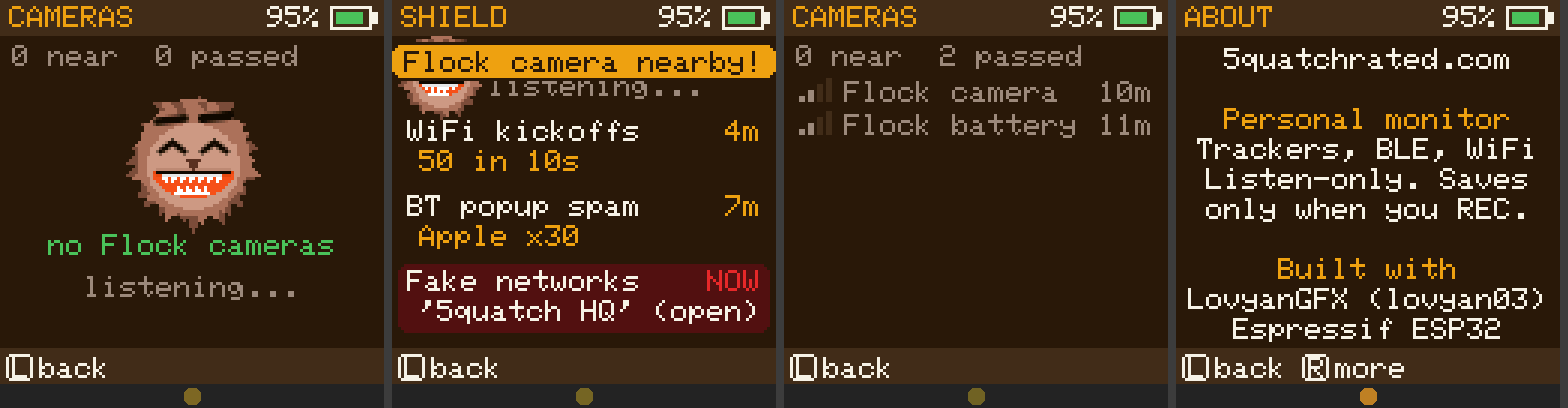 CAMERAS 95%
0 near 0 passed
no Flock cameras
listening...
[L]back
SHIELD 95%
Flock camera nearby!
listening...
WiFi kickoffs 4m
50 in 10s
BT popup spam 7m
Apple x30
Fake networks NOW
'5quatch HQ' (open)
[L]back
CAMERAS 95%
0 near 2 passed
Flock camera 10m
Flock battery 11m
[L]back
ABOUT 95%
5quatchrated.com
Personal monitor
Trackers, BLE, WiFi
Listen-only. Saves
only when you REC.
Built with
LovyanGFX (lovyan03)
Espressif ESP32
[L]back [R]more